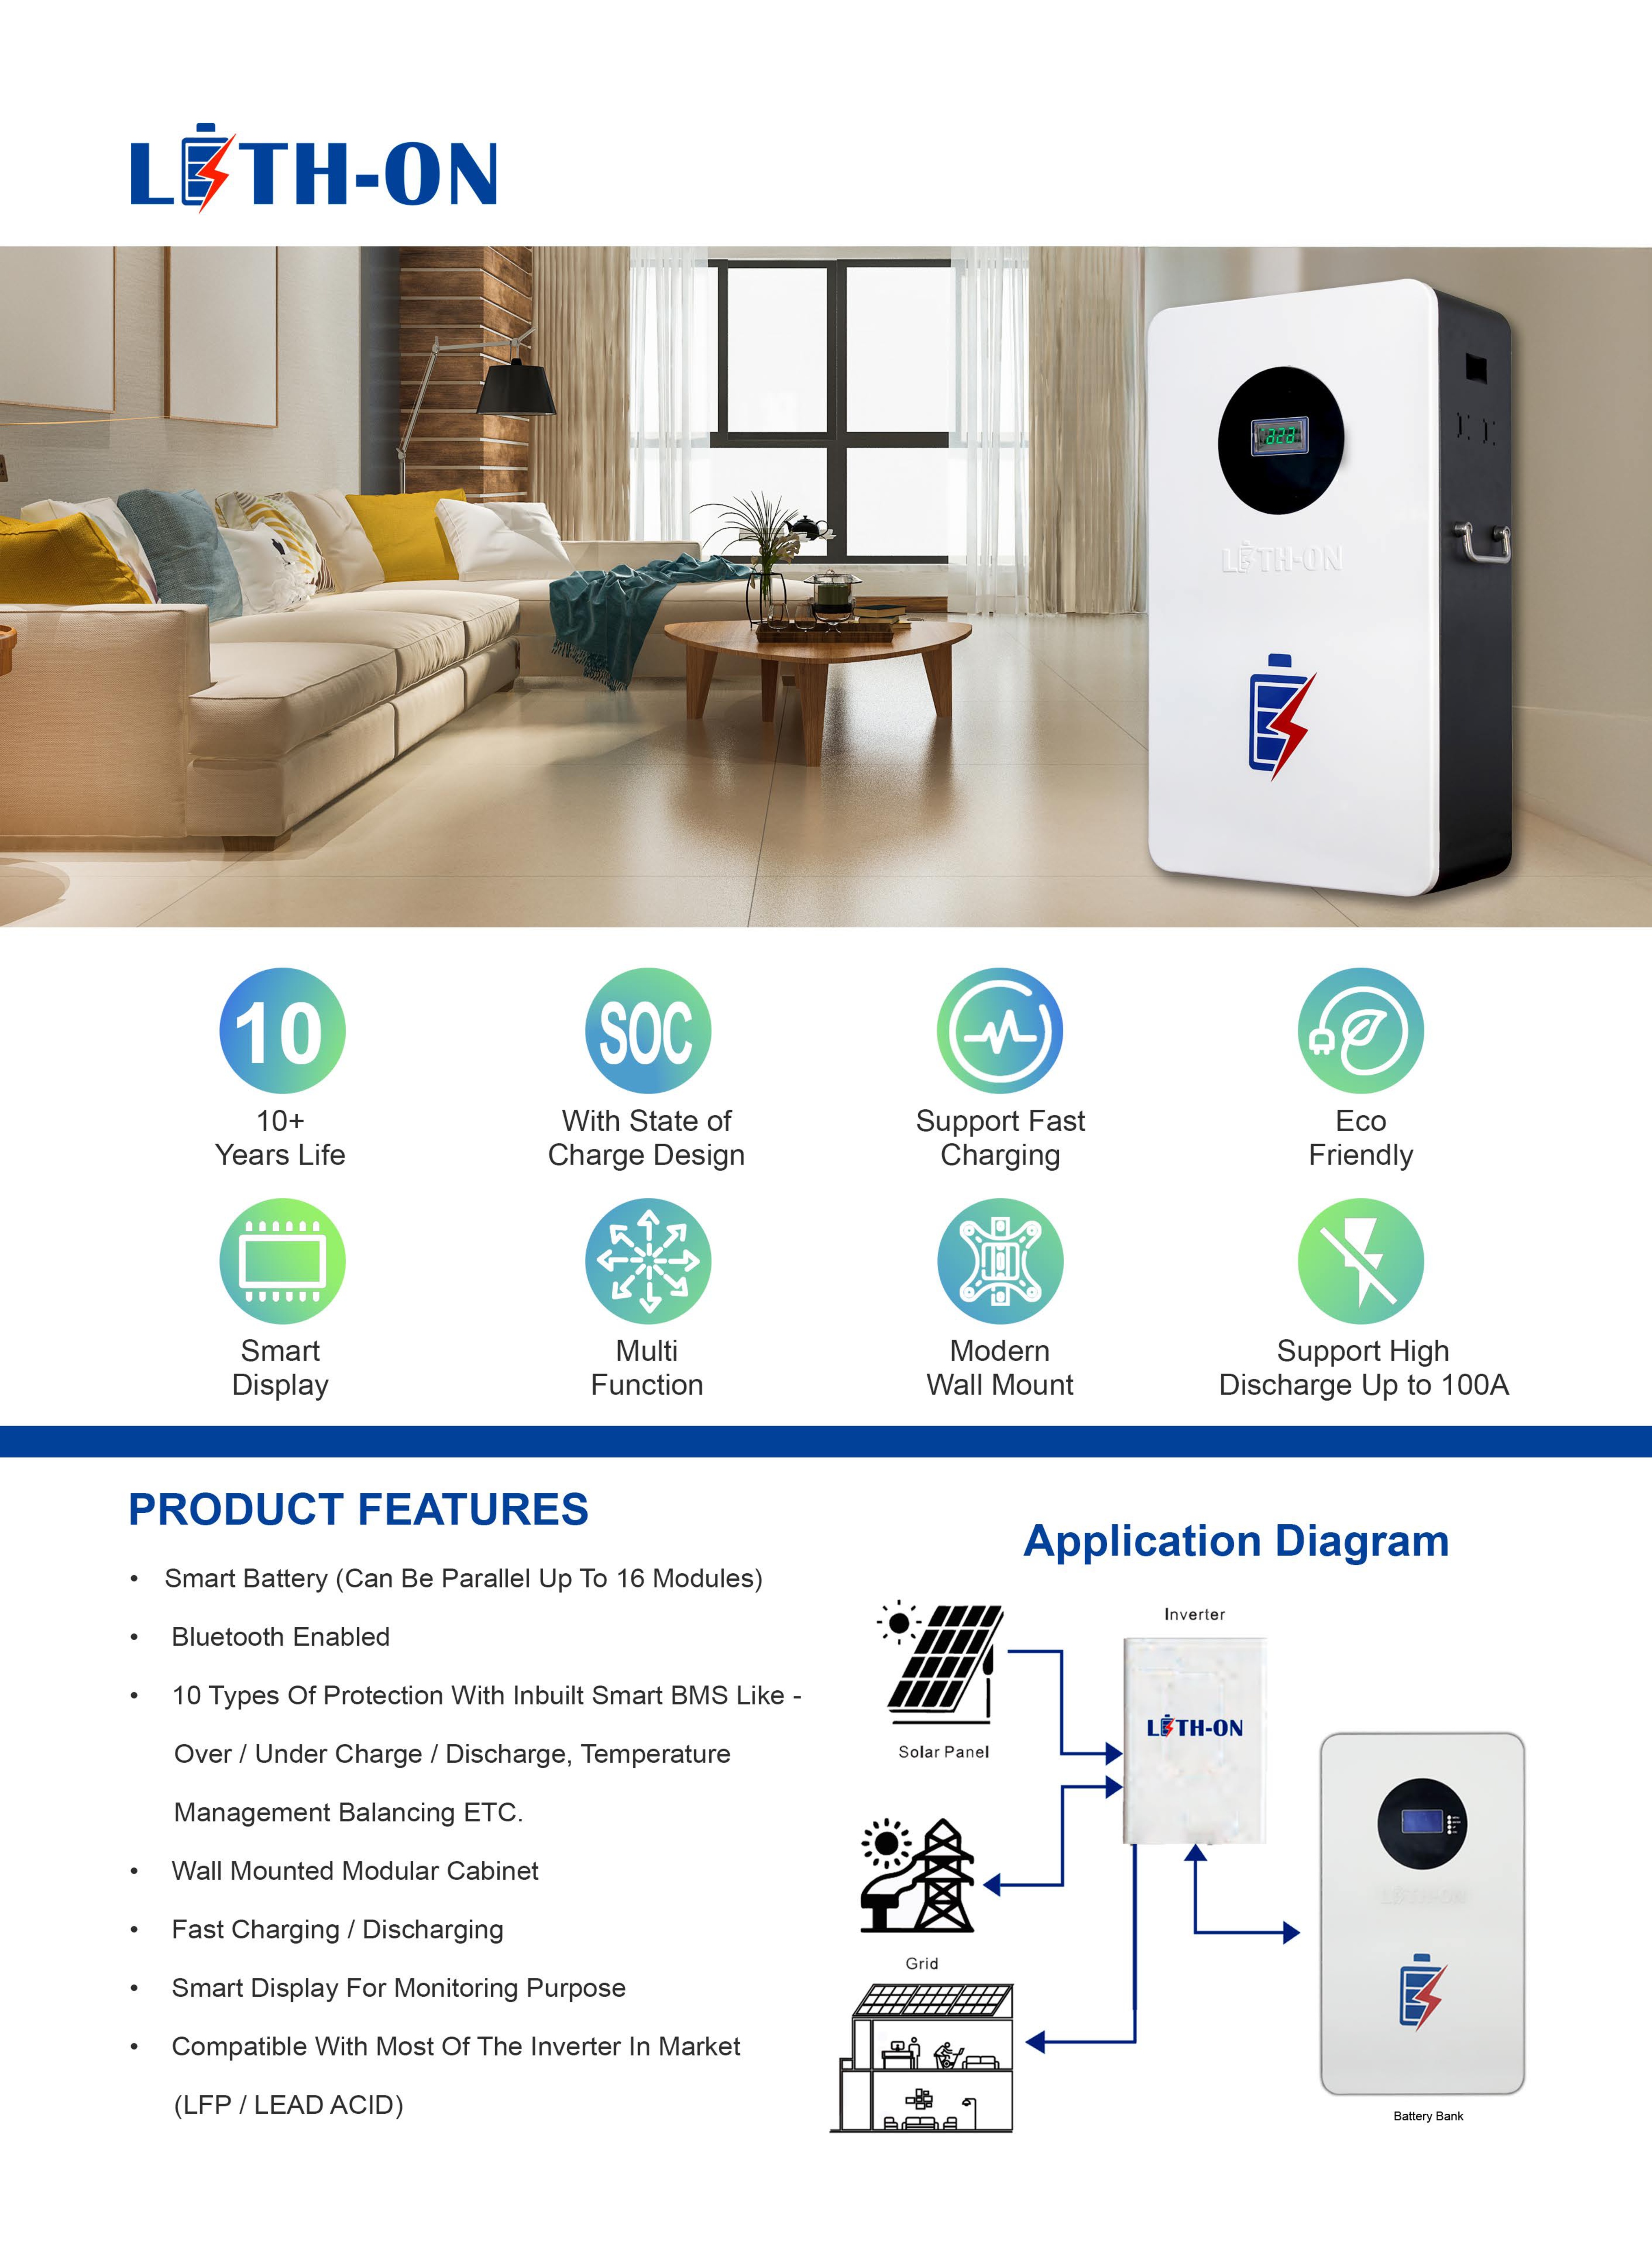 LITH-ON
LITH-ON
10
SOC
10+
Years Life
With State of
Charge Design
Support Fast
Charging
Eco
Friendly
Smart
Display
Multi
Function
Modern
Wall Mount
Support High
Discharge Up to 100A
PRODUCT FEATURES
• Smart Battery (Can Be Parallel Up To 16 Modules)
• Bluetooth Enabled
• 10 Types Of Protection With Inbuilt Smart BMS Like -
Over / Under Charge / Discharge, Temperature
Management Balancing ETC.
• Wall Mounted Modular Cabinet
• Fast Charging / Discharging
• Smart Display For Monitoring Purpose
• Compatible With Most Of The Inverter In Market
(LFP / LEAD ACID)
Application Diagram
Inverter
LITH-ON
Solar Panel
Grid
LITH-ON
Battery Bank